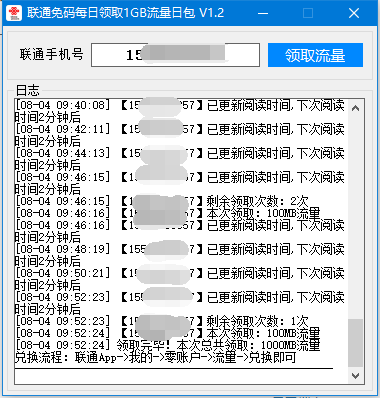 联通免码每日领取1GB流量日包 V1.2
联通手机号 15 领取流量
日志
[08-04 09:40:08] 【15 57】已更新阅读时间,下次阅读
时间2分钟后
[08-04 09:42:11] 【15 57】已更新阅读时间,下次阅读
时间2分钟后
[08-04 09:44:13] 【15 57】已更新阅读时间,下次阅读
时间2分钟后
[08-04 09:46:15] 【15 57】已更新阅读时间,下次阅读
时间2分钟后
[08-04 09:46:15] 【15 57】剩余领取次数: 2次
[08-04 09:46:16] 【15 57】本次领取: 100MB流量
[08-04 09:46:16] 【15 57】已更新阅读时间,下次阅读
时间2分钟后
[08-04 09:48:19] 【155 57】已更新阅读时间,下次阅读
时间2分钟后
[08-04 09:50:21] 【15 57】已更新阅读时间,下次阅读
时间2分钟后
[08-04 09:52:23] 【15 57】已更新阅读时间,下次阅读
时间2分钟后
[08-04 09:52:23] 【15 57】剩余领取次数: 1次
[08-04 09:52:24] 【15 57】本次领取: 100MB流量
[08-04 09:52:24] 领取完毕! 本次总共领取: 1000MB流量
兑换流程: 联通App->我的->零账户->流量->兑换即可